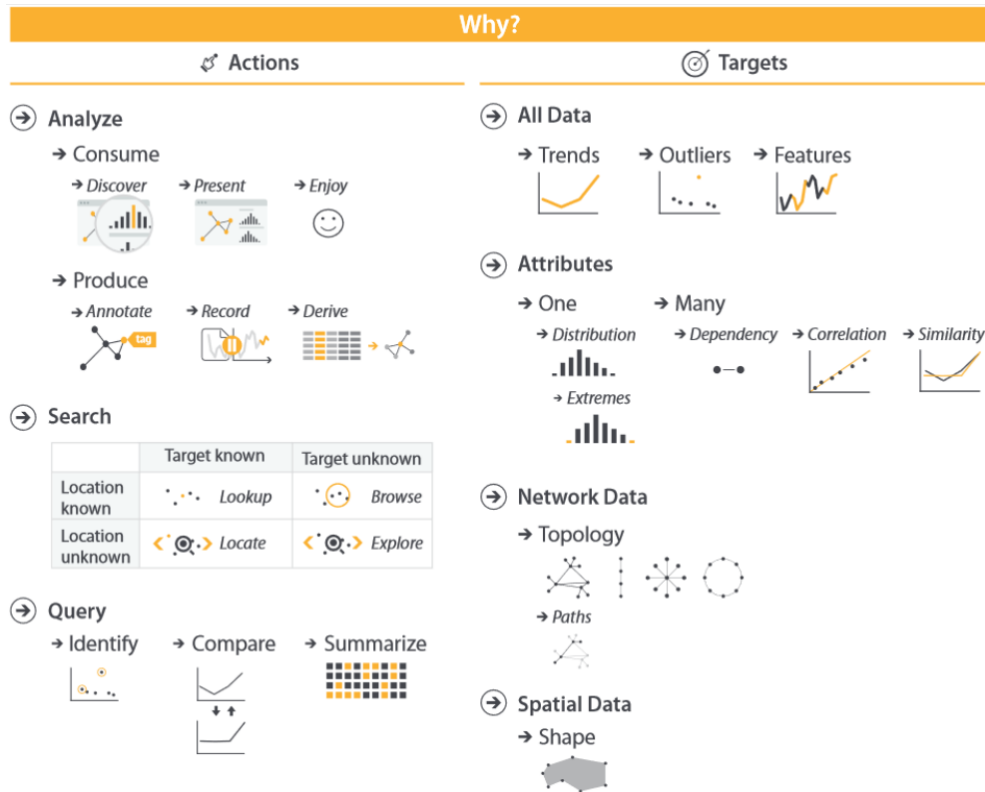 Why?
Actions
Analyze
Consume
Discover
Present
Enjoy
Produce
Annotate
tag
Record
Derive
Search
Target known
Target unknown
Location known
Lookup
Browse
Location unknown
Locate
Explore
Query
Identify
Compare
Summarize
Targets
All Data
Trends
Outliers
Features
Attributes
One
Many
Distribution
Dependency
Correlation
Similarity
Extremes
Network Data
Topology
Paths
Spatial Data
Shape